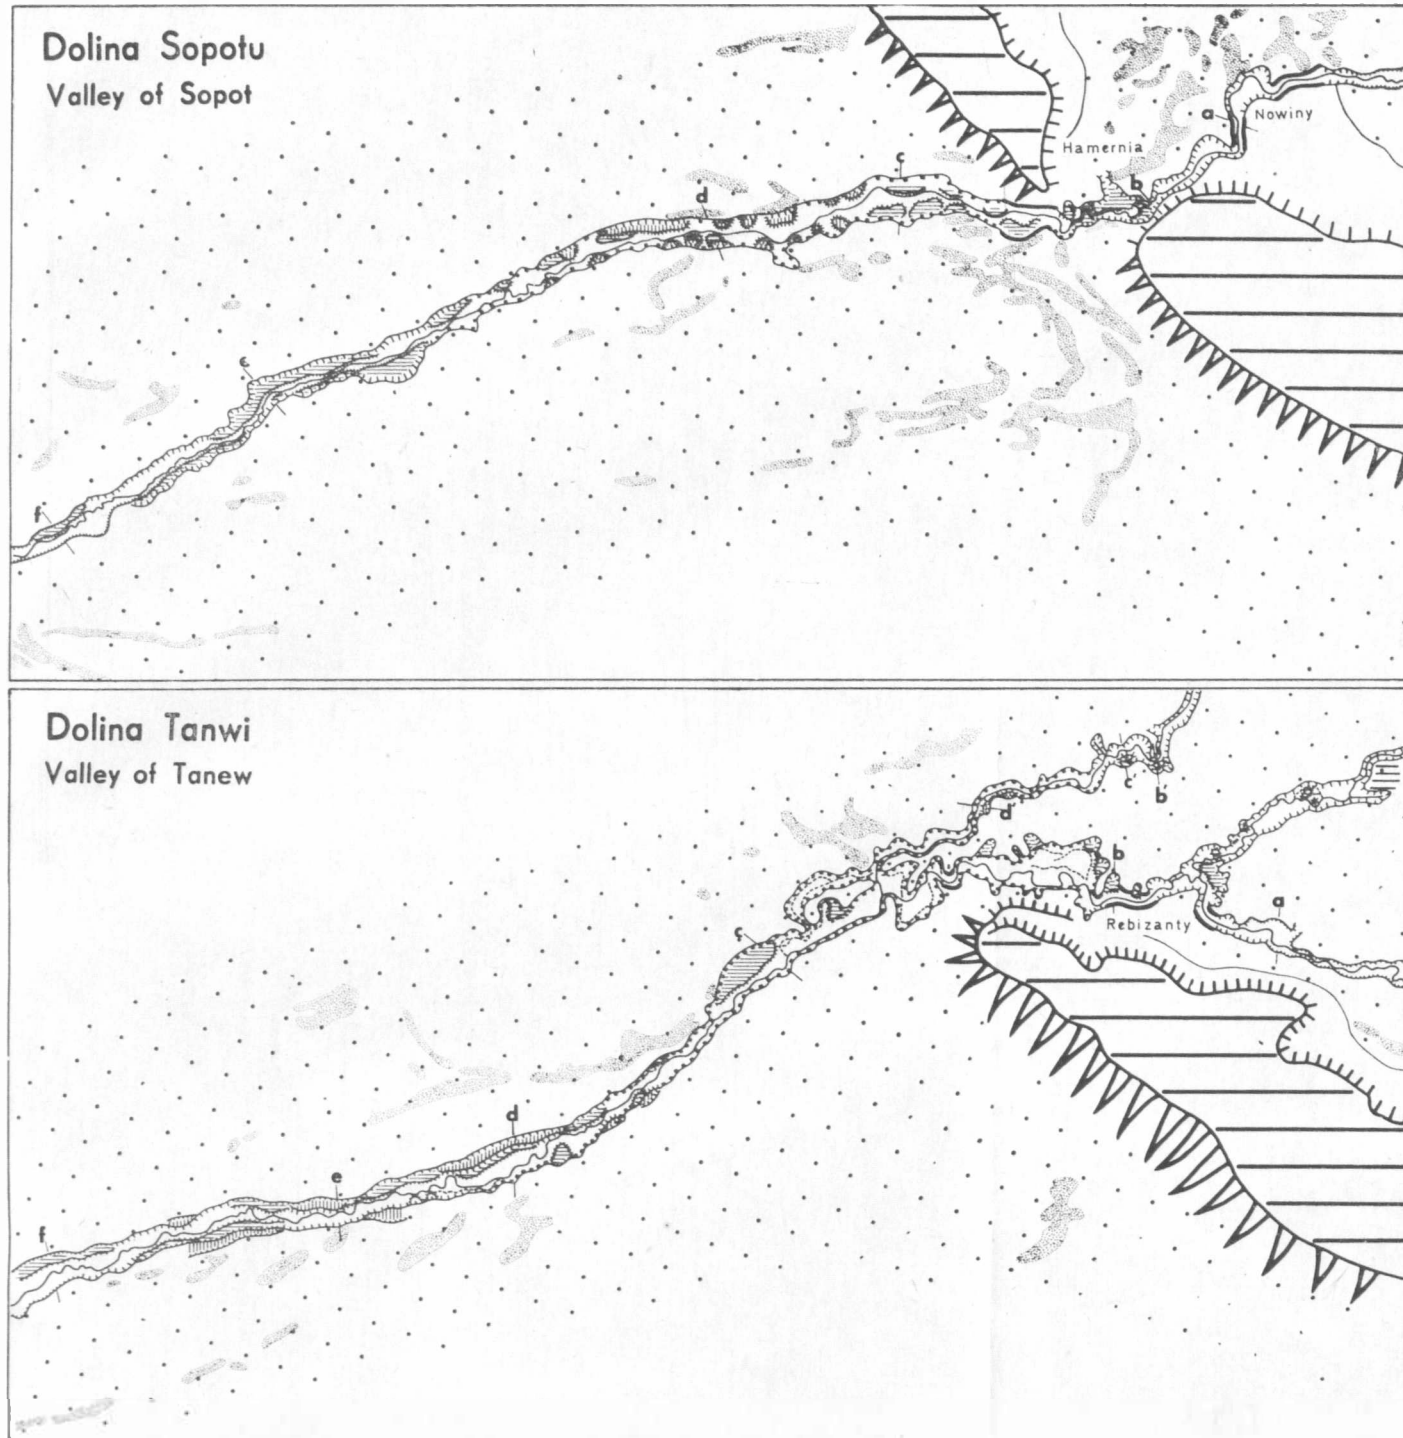 Dolina Sopotu
Valley of Sopot
a
Nowiny
Hamernia
b
c
d
e
f
Dolina Tanwi
Valley of Tanew
c'
b'
d'
b
a
Rebizanty
c
d
e
f